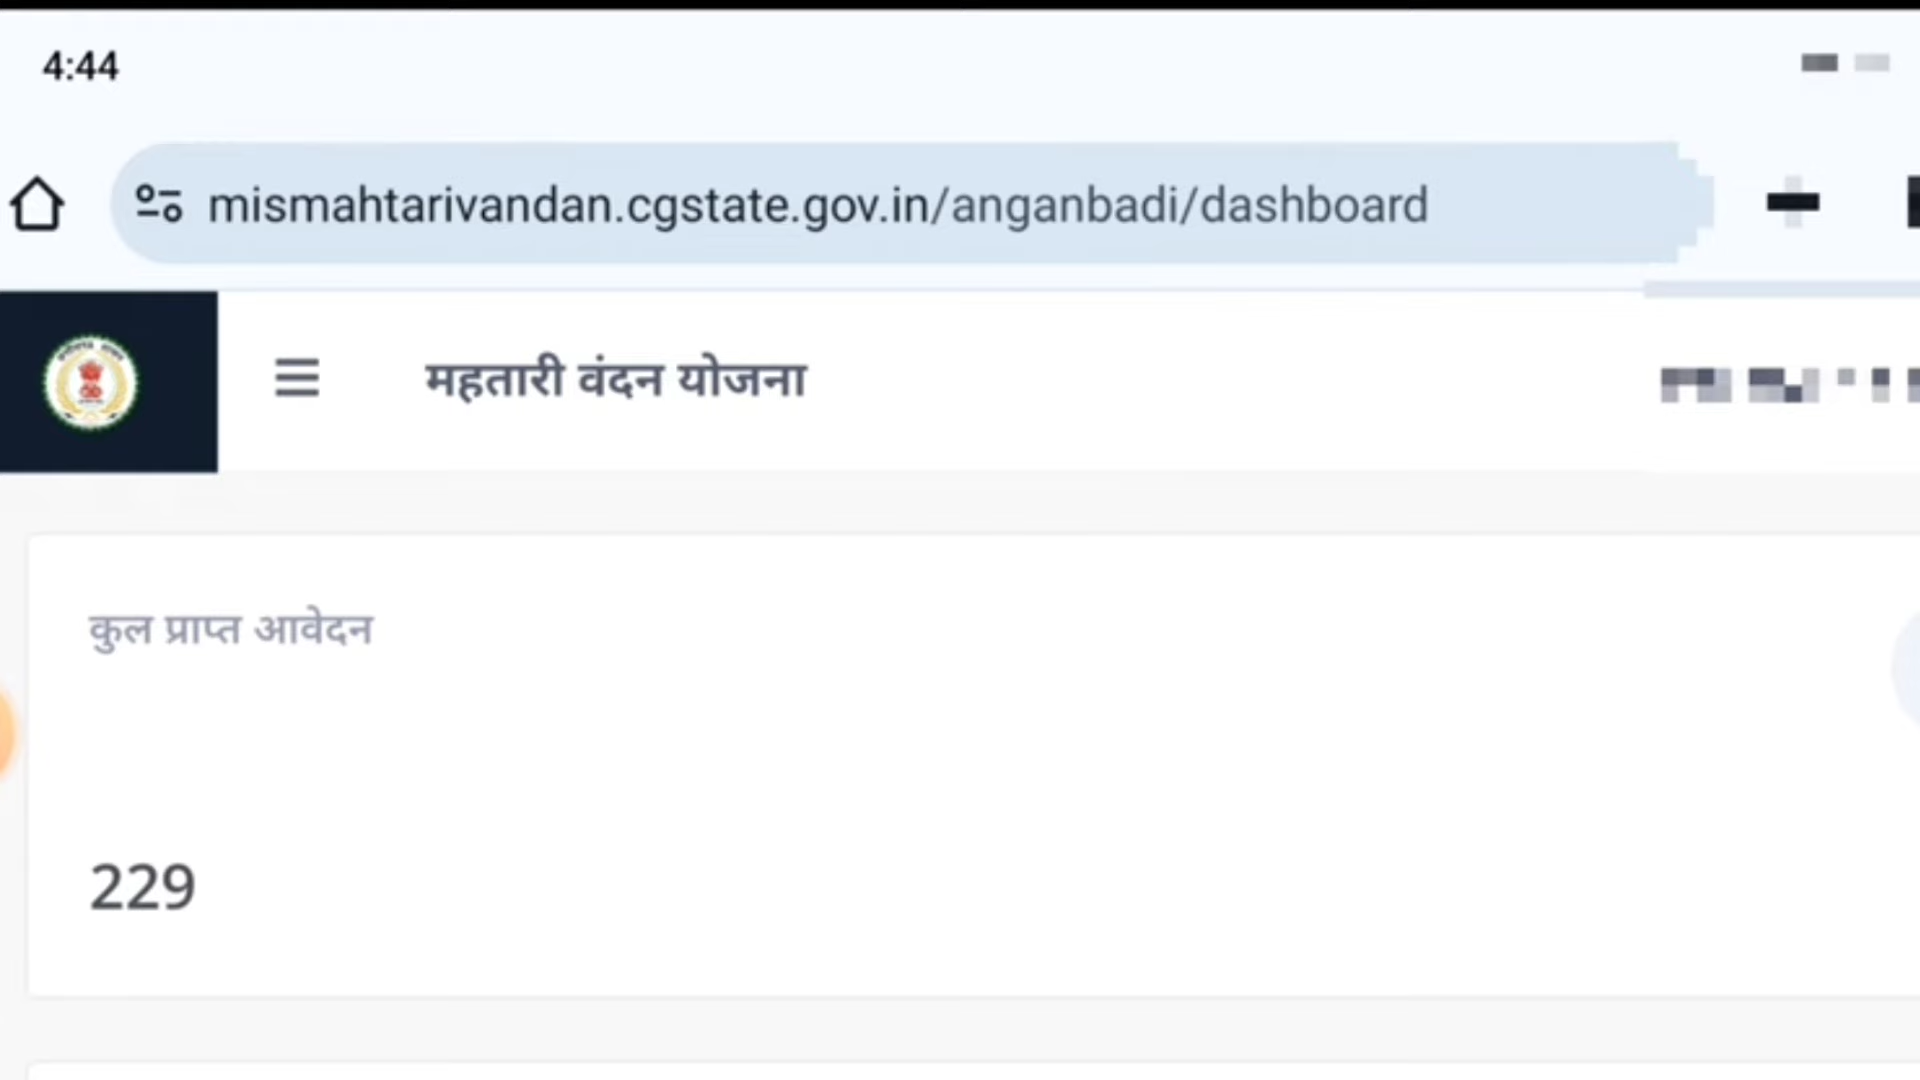 4:44
mismahtarivandan.cgstate.gov.in/anganbadi/dashboard
महतारी वंदन योजना
कुल प्राप्त आवेदन
229